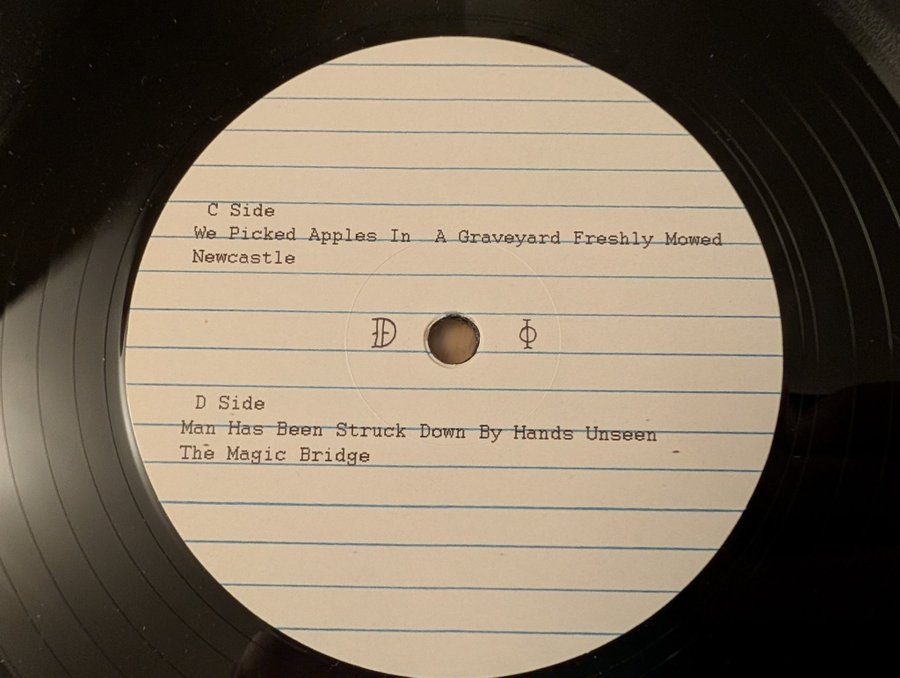 C Side
We Picked Apples In A Graveyard Freshly Mowed
Newcastle
D Side
Man Has Been Struck Down By Hands Unseen
The Magic Bridge